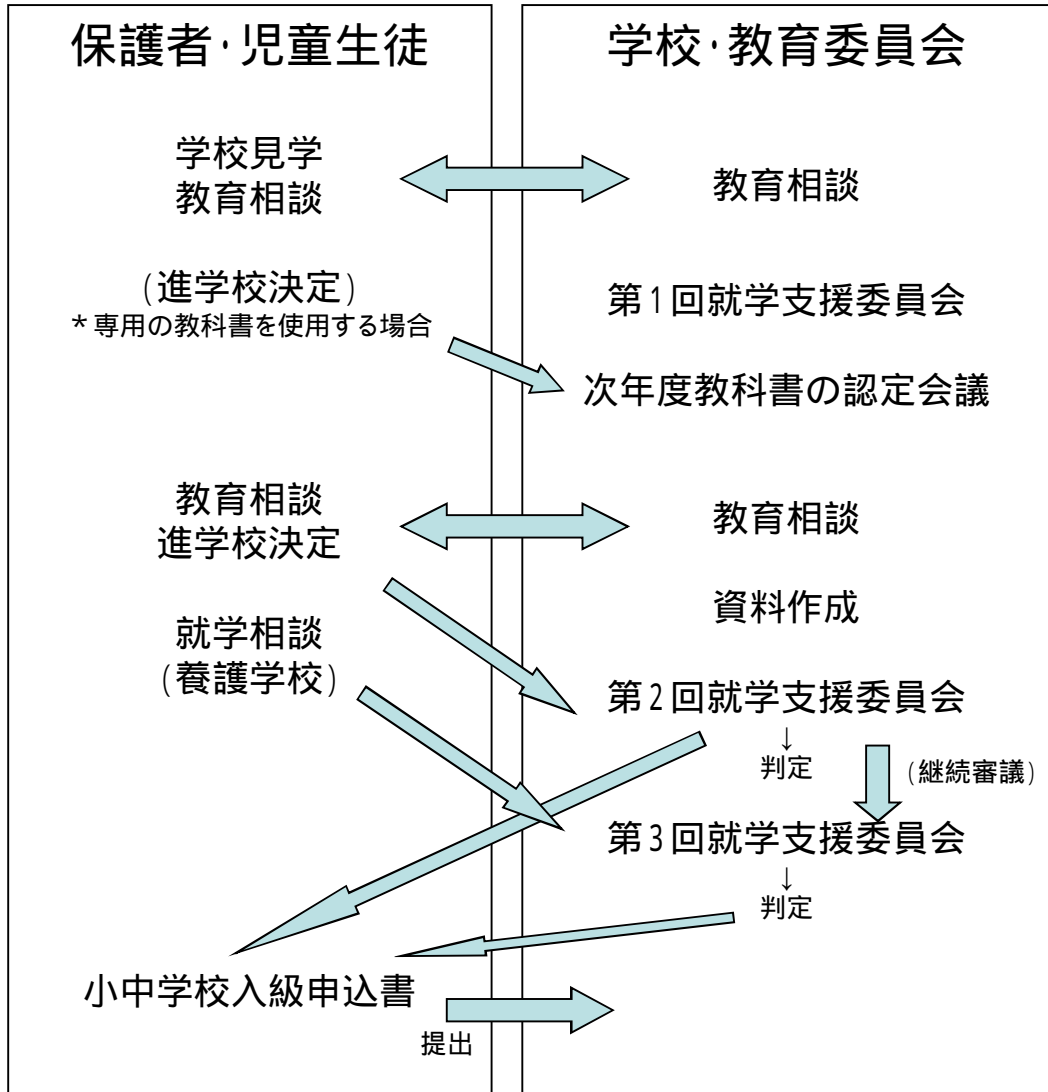 保護者・児童生徒
学校・教育委員会
学校見学
教育相談
教育相談
(進学校決定)
*専用の教科書を使用する場合
第1回就学支援委員会
次年度教科書の認定会議
教育相談
進学校決定
教育相談
資料作成
就学相談
(養護学校)
第2回就学支援委員会
↓
判定
(継続審議)
第3回就学支援委員会
↓
判定
小中学校入級申込書
提出